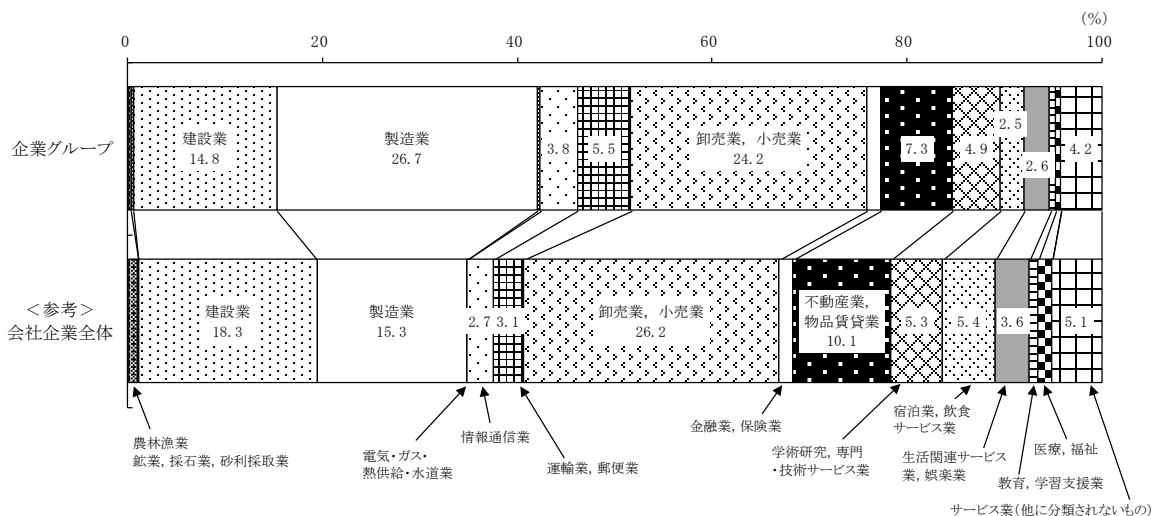 (%)
0 20 40 60 80 100
企業グループ
建設業
14.8
製造業
26.7
3.8
5.5
卸売業，小売業
24.2
7.3
4.9
2.5
2.6
4.2
＜参考＞
会社企業全体
建設業
18.3
製造業
15.3
2.7
3.1
卸売業，小売業
26.2
不動産業，
物品賃貸業
10.1
5.3
5.4
3.6
5.1
農林漁業
鉱業，採石業，砂利採取業
電気・ガス・
熱供給・水道業
情報通信業
運輸業，郵便業
金融業，保険業
学術研究，専門
・技術サービス業
宿泊業，飲食
サービス業
生活関連サービス
業，娯楽業
教育，学習支援業
医療，福祉
サービス業（他に分類されないもの）